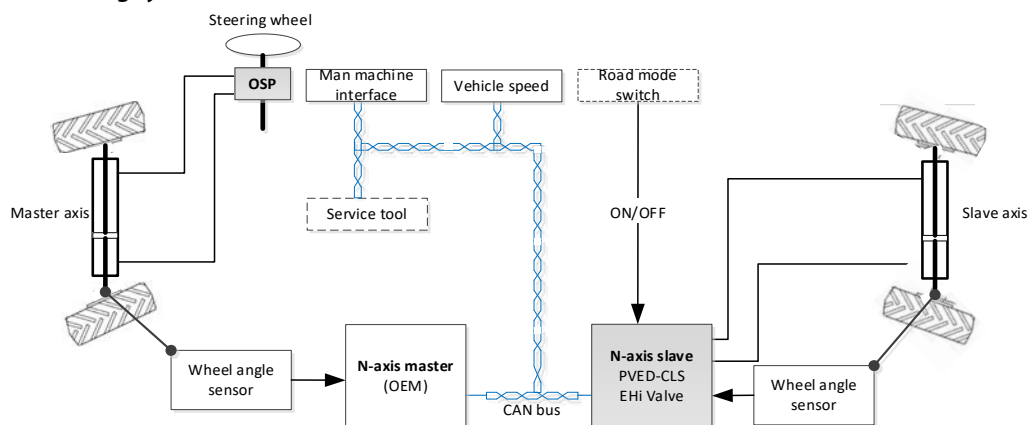 Steering wheel
OSP
Man machine
interface
Vehicle speed
Road mode
switch
Master axis
Service tool
ON/OFF
Slave axis
Wheel angle
sensor
N-axis master
(OEM)
CAN bus
N-axis slave
PVED-CLS
EHi Valve
Wheel angle
sensor